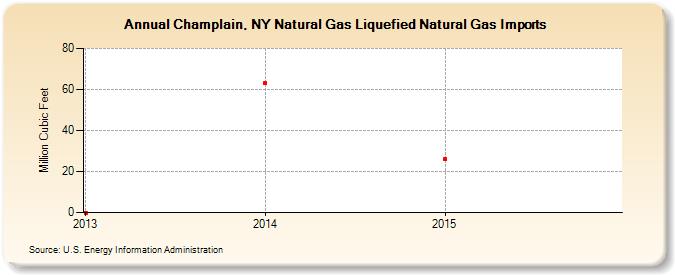 Annual Champlain, NY Natural Gas Liquefied Natural Gas Imports
Million Cubic Feet
80
60
40
20
0
2013 2014 2015
Source: U.S. Energy Information Administration